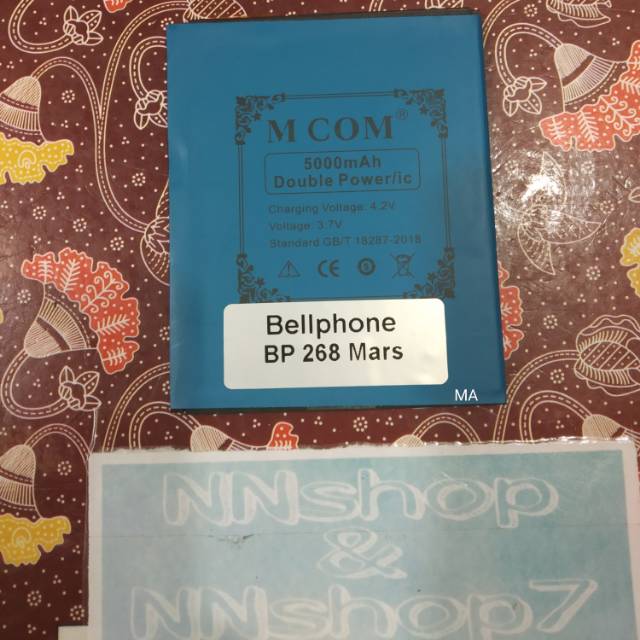 M COM®
5000mAh
Double Power/ic
Charging Voltage: 4.2V
Voltage: 3.7V
Standard GB/T 18287-2018
CE
Bellphone
BP 268 Mars
MA
NNshop
&
NNshop7